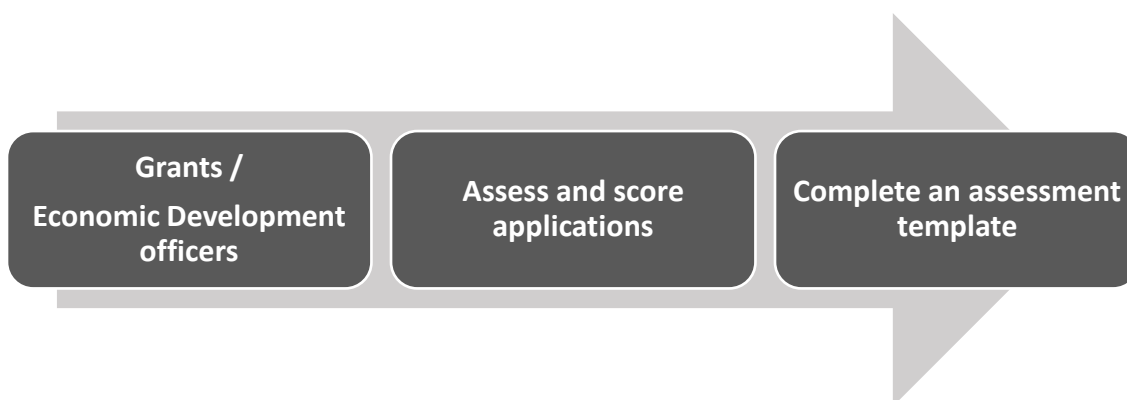 Grants /
Economic Development
officers
Assess and score
applications
Complete an assessment
template